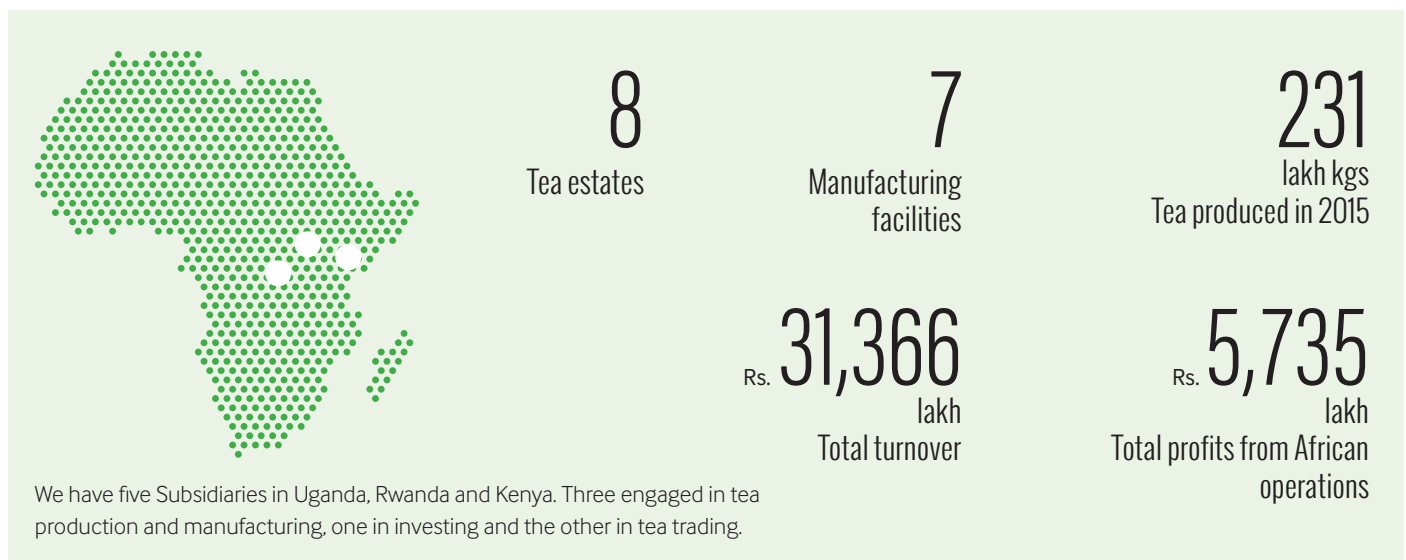 8
Tea estates
7
Manufacturing
facilities
231
lakh kgs
Tea produced in 2015
Rs. 31,366
lakh
Total turnover
Rs. 5,735
lakh
Total profits from African
operations
We have five Subsidiaries in Uganda, Rwanda and Kenya. Three engaged in tea
production and manufacturing, one in investing and the other in tea trading.